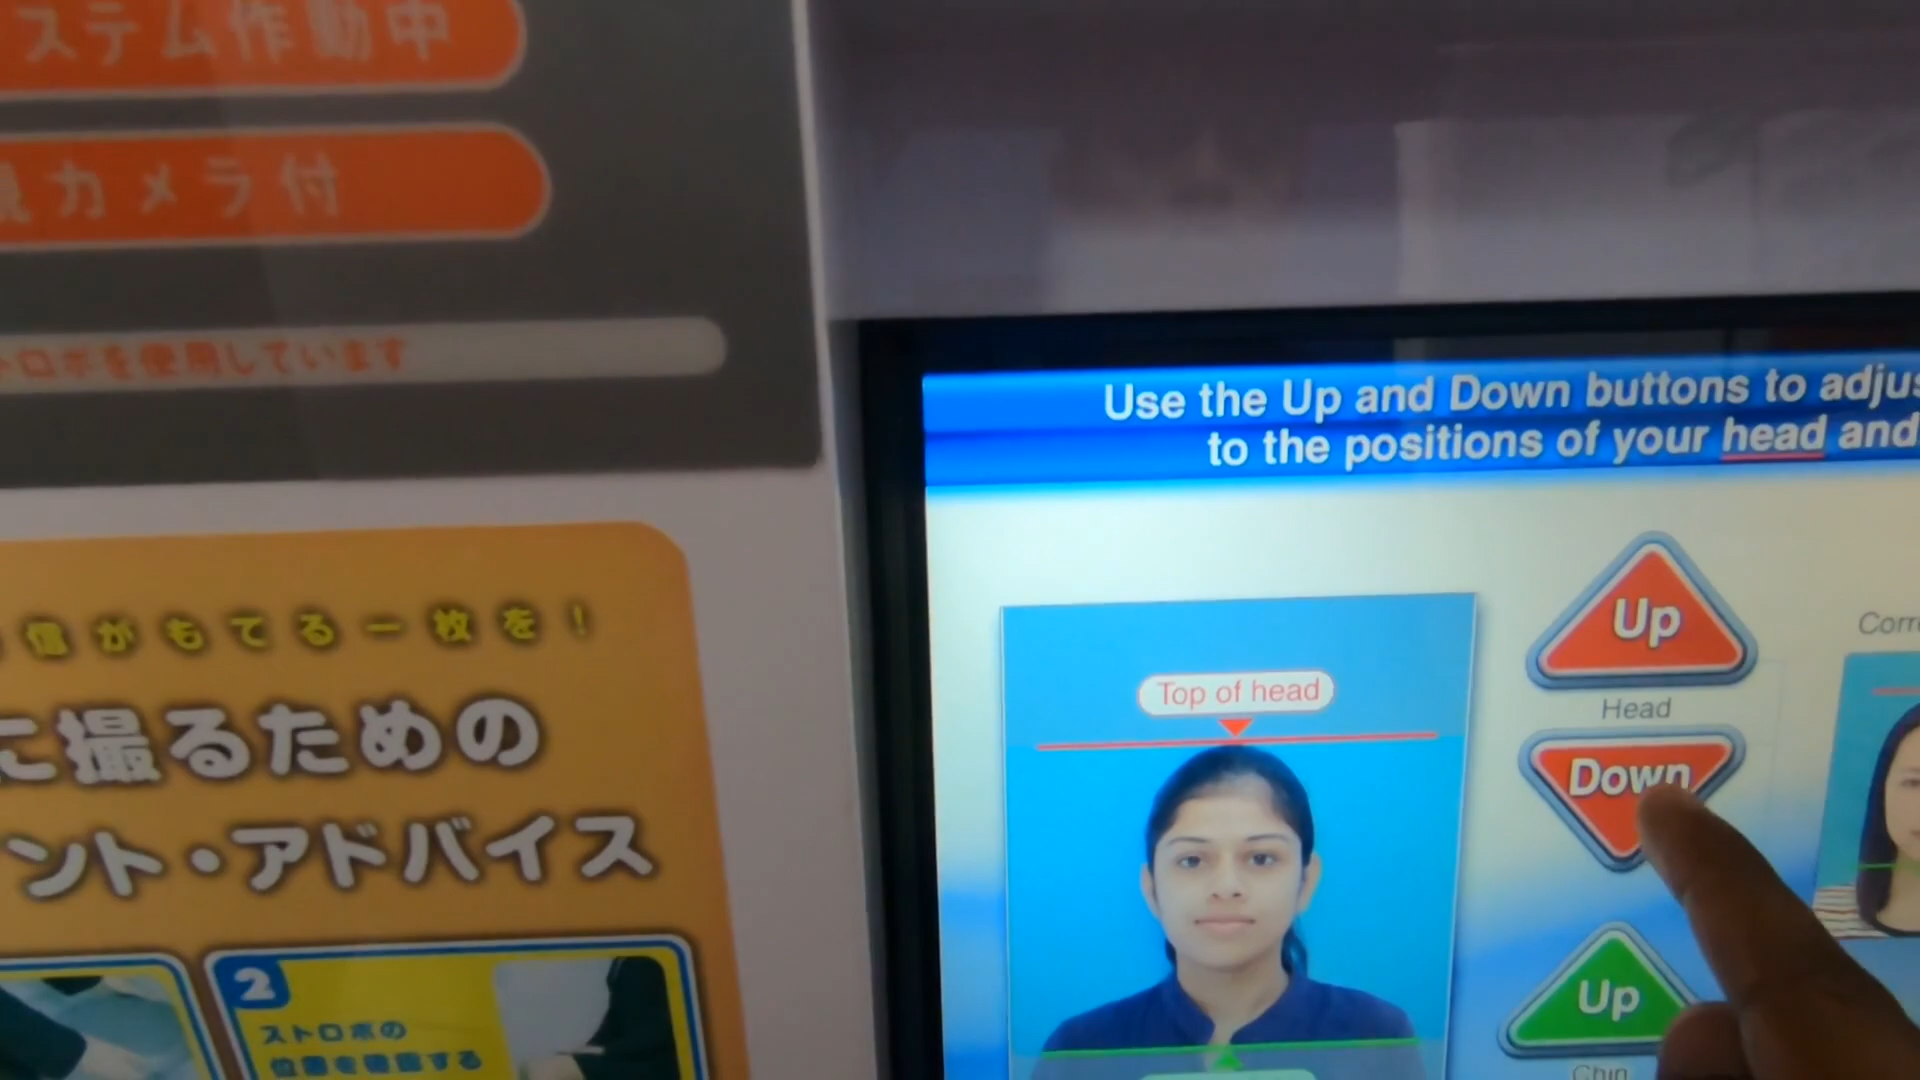 ステム作動中
カメラ付
トロボを使用しています
信がもてる一枚を！
に撮るための
ント・アドバイス
2
ストロボの
位置を確認する
Use the Up and Down buttons to adjus
to the positions of your head and
Top of head
Up
Head
Down
Up
Chin
Corre